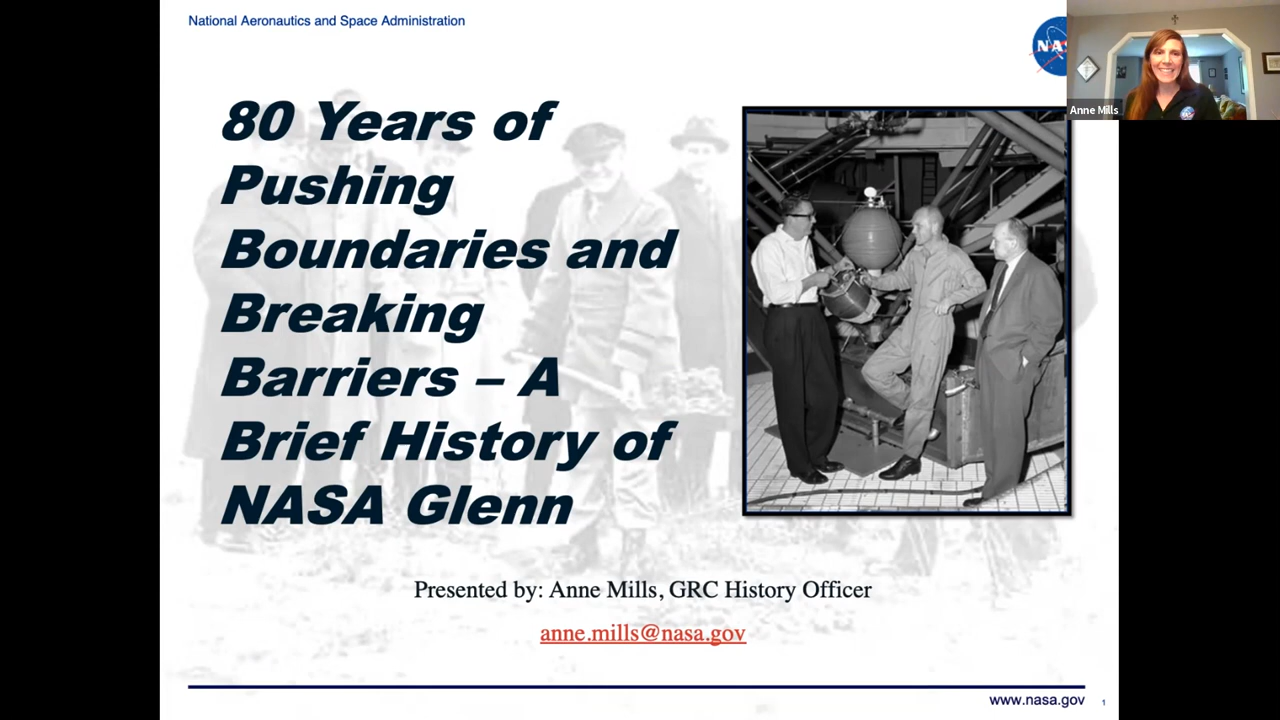 National Aeronautics and Space Administration
NAS
Anne Mills
80 Years of
Pushing
Boundaries and
Breaking
Barriers – A
Brief History of
NASA Glenn
Presented by: Anne Mills, GRC History Officer
anne.mills@nasa.gov
www.nasa.gov
1